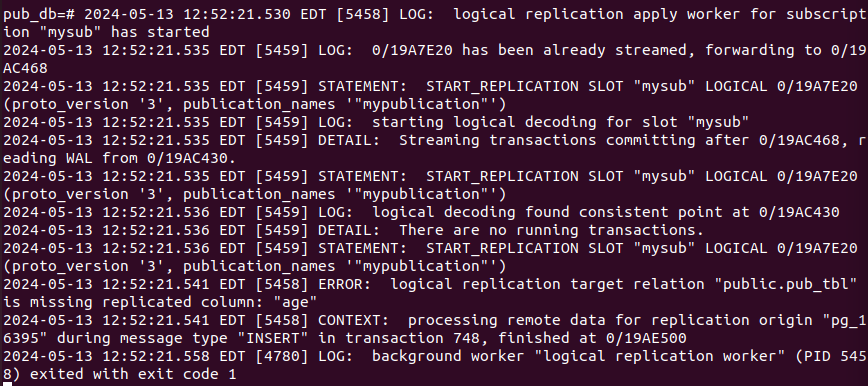 pub_db=# 2024-05-13 12:52:21.530 EDT [5458] LOG:  logical replication apply worker for subscript
ion "mysub" has started
2024-05-13 12:52:21.535 EDT [5459] LOG:  0/19A7E20 has been already streamed, forwarding to 0/19
AC468
2024-05-13 12:52:21.535 EDT [5459] STATEMENT:  START_REPLICATION SLOT "mysub" LOGICAL 0/19A7E20
(proto_version '3', publication_names '"mypublication"')
2024-05-13 12:52:21.535 EDT [5459] LOG:  starting logical decoding for slot "mysub"
2024-05-13 12:52:21.535 EDT [5459] DETAIL:  Streaming transactions committing after 0/19AC468, r
eading WAL from 0/19AC430.
2024-05-13 12:52:21.535 EDT [5459] STATEMENT:  START_REPLICATION SLOT "mysub" LOGICAL 0/19A7E20
(proto_version '3', publication_names '"mypublication"')
2024-05-13 12:52:21.536 EDT [5459] LOG:  logical decoding found consistent point at 0/19AC430
2024-05-13 12:52:21.536 EDT [5459] DETAIL:  There are no running transactions.
2024-05-13 12:52:21.536 EDT [5459] STATEMENT:  START_REPLICATION SLOT "mysub" LOGICAL 0/19A7E20
(proto_version '3', publication_names '"mypublication"')
2024-05-13 12:52:21.541 EDT [5458] ERROR:  logical replication target relation "public.pub_tbl"
is missing replicated column: "age"
2024-05-13 12:52:21.541 EDT [5458] CONTEXT:  processing remote data for replication origin "pg_1
6395" during message type "INSERT" in transaction 748, finished at 0/19AE500
2024-05-13 12:52:21.558 EDT [4780] LOG:  background worker "logical replication worker" (PID 545
8) exited with exit code 1